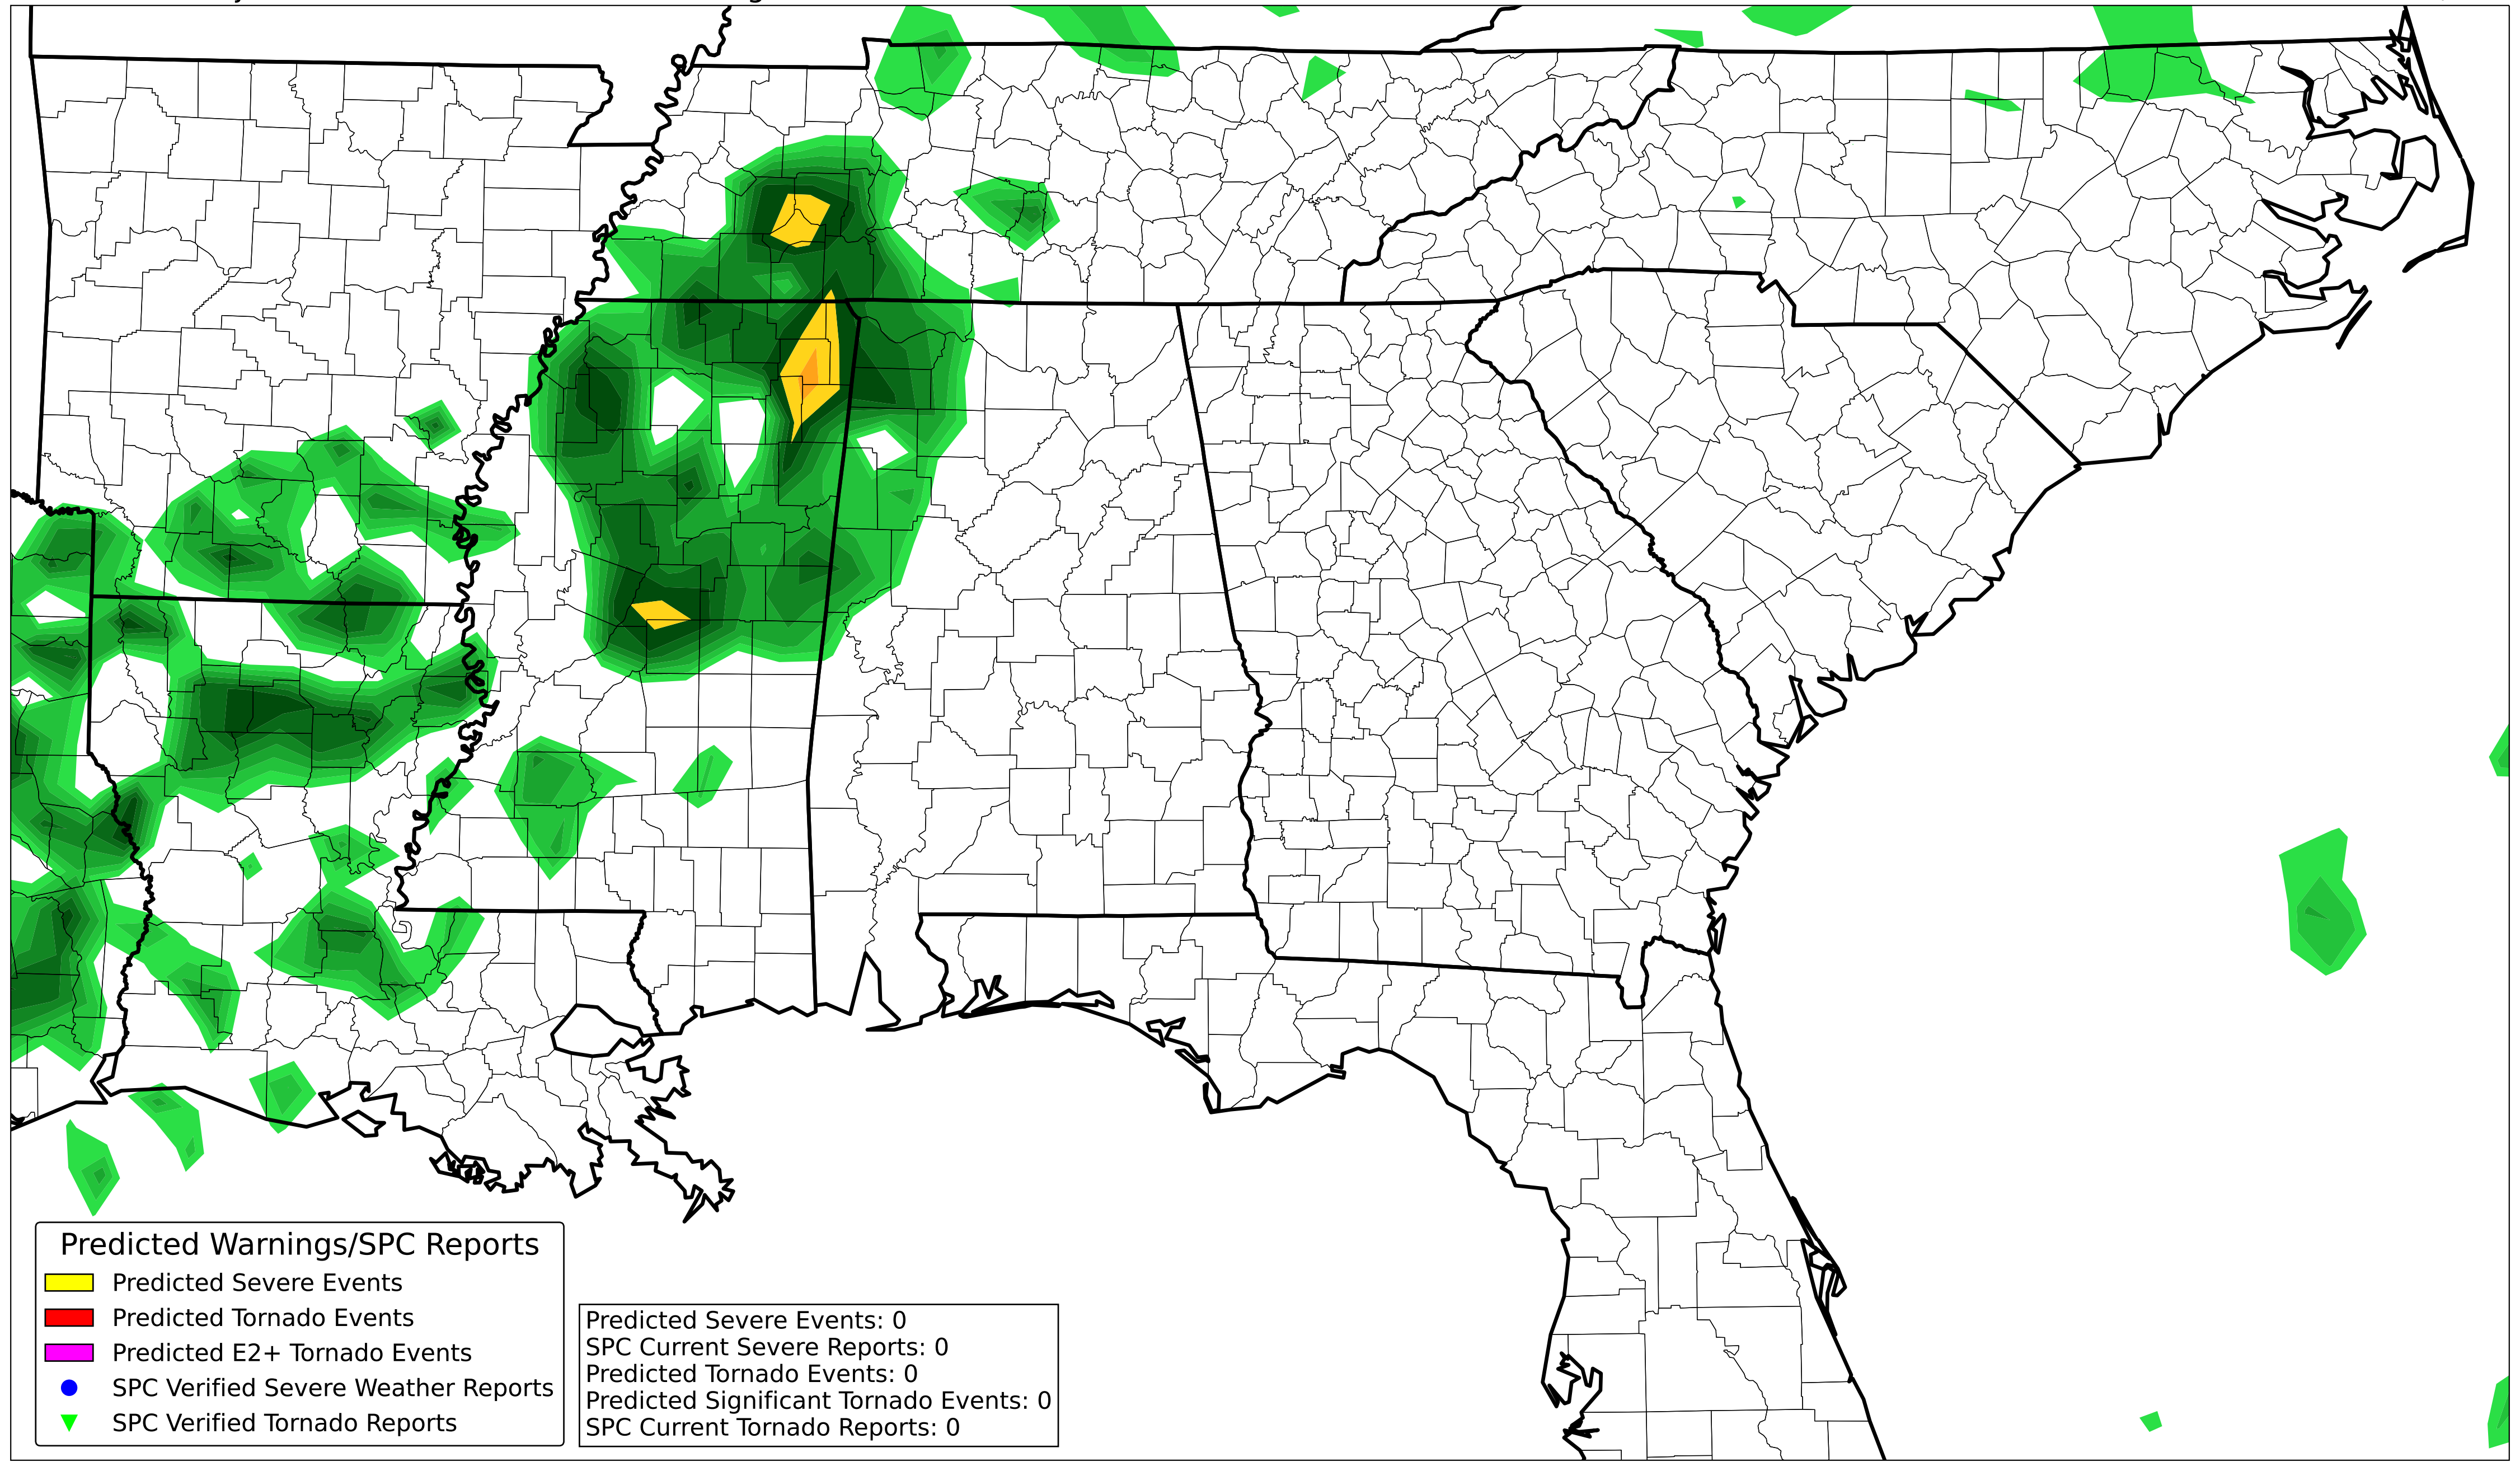 Predicted Warnings/SPC Reports
Predicted Severe Events
Predicted Tornado Events
Predicted E2+ Tornado Events
SPC Verified Severe Weather Reports
SPC Verified Tornado Reports
Predicted Severe Events: 0
SPC Current Severe Reports: 0
Predicted Tornado Events: 0
Predicted Significant Tornado Events: 0
SPC Current Tornado Reports: 0